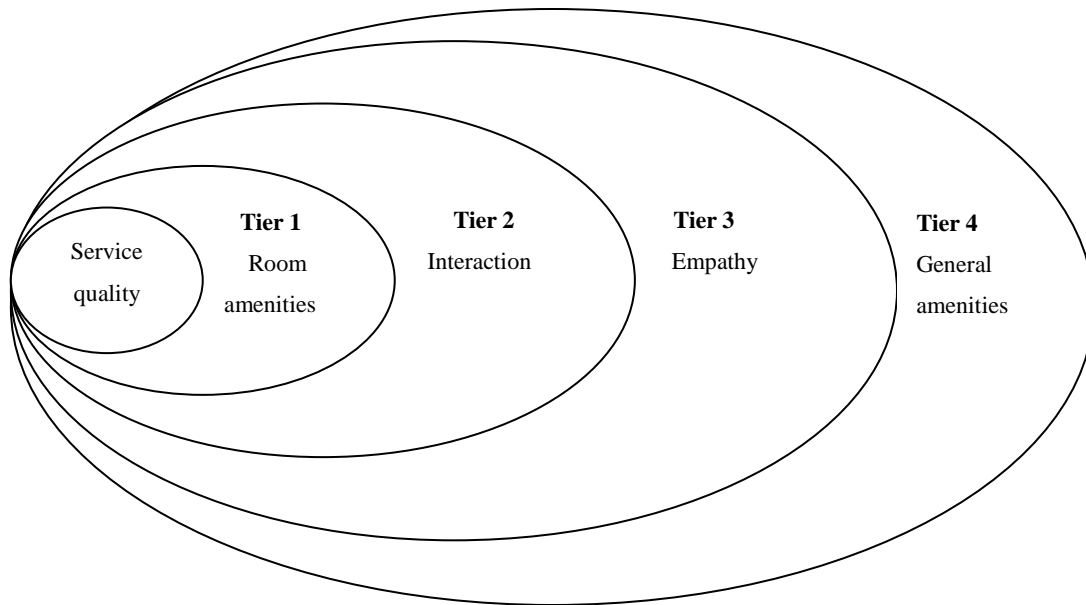 Service
quality
Tier 1
Room
amenities
Tier 2
Interaction
Tier 3
Empathy
Tier 4
General
amenities